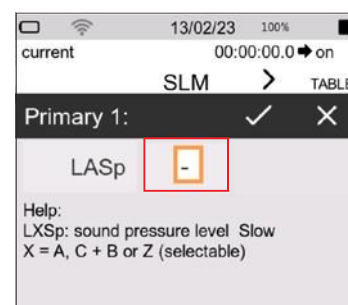 13/02/23 100%
current 00:00:00.0 on
SLM > TABLE
Primary 1:
LASp -
Help:
LXSp: sound pressure level Slow
X = A, C + B or Z (selectable)